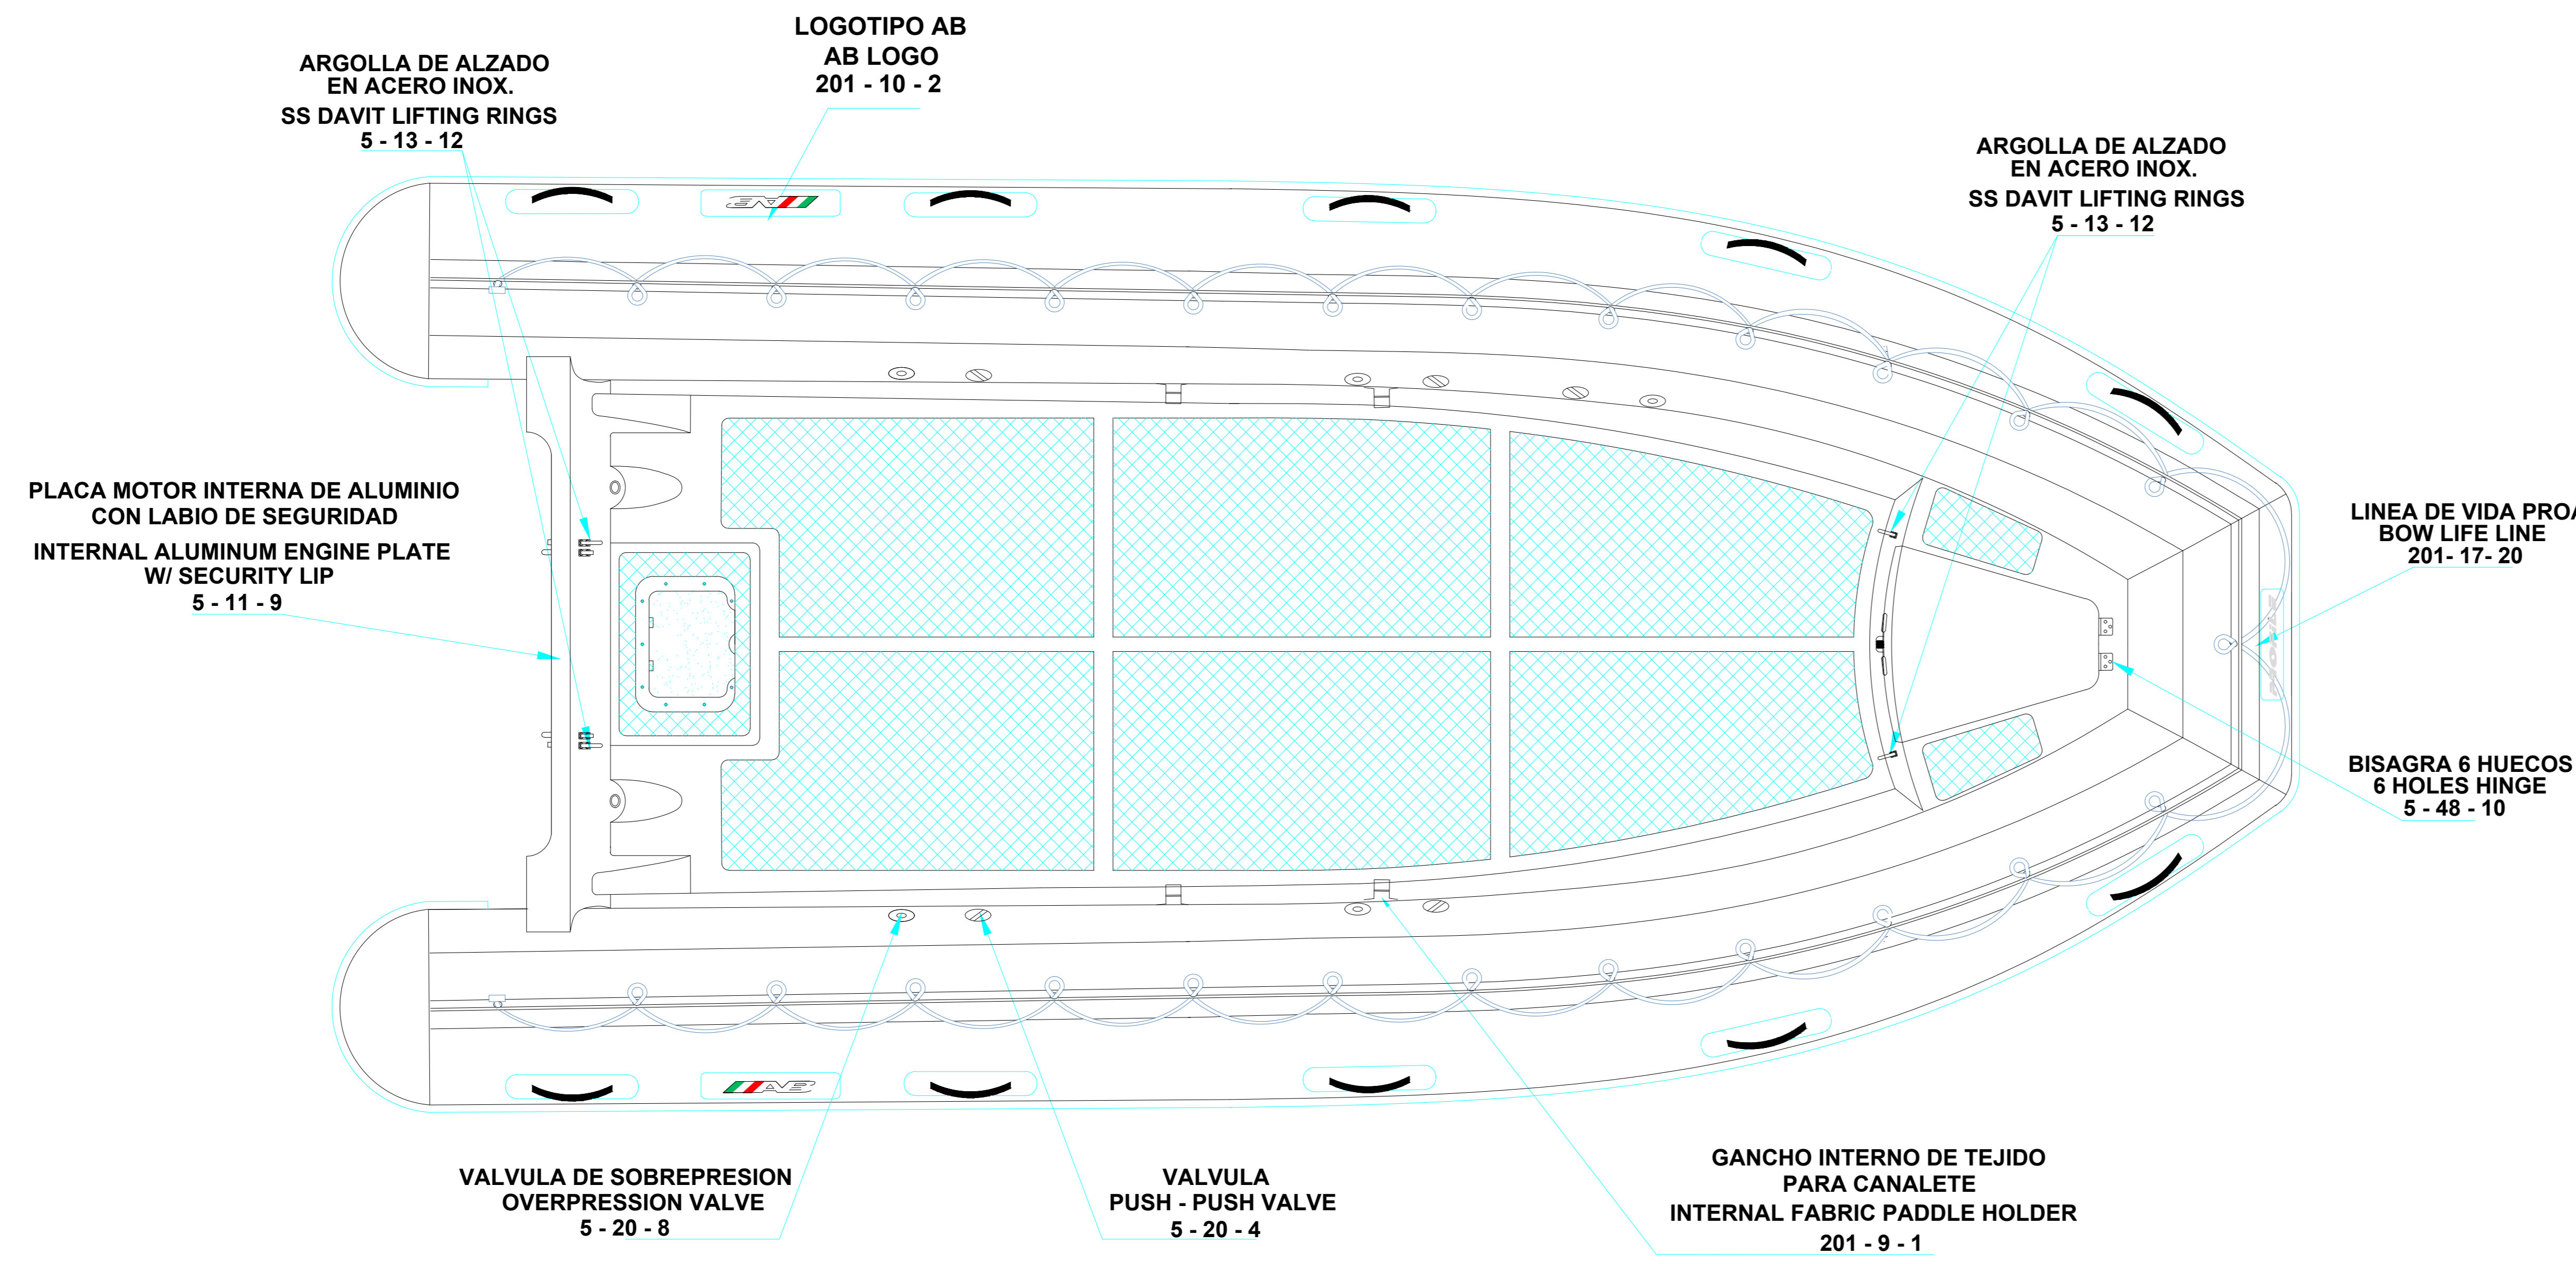 LOGOTIPO AB
AB LOGO
201 - 10 - 2
ARGOLLA DE ALZADO
EN ACERO INOX.
SS DAVIT LIFTING RINGS
5 - 13 - 12
ARGOLLA DE ALZADO
EN ACERO INOX.
SS DAVIT LIFTING RINGS
5 - 13 - 12
PLACA MOTOR INTERNA DE ALUMINIO
CON LABIO DE SEGURIDAD
INTERNAL ALUMINUM ENGINE PLATE
W/ SECURITY LIP
5 - 11 - 9
LINEA DE VIDA PROA
BOW LIFE LINE
201- 17- 20
BISAGRA 6 HUECOS
6 HOLES HINGE
5 - 48 - 10
VALVULA DE SOBREPRESION
OVERPRESSION VALVE
5 - 20 - 8
VALVULA
PUSH - PUSH VALVE
5 - 20 - 4
GANCHO INTERNO DE TEJIDO
PARA CANALETE
INTERNAL FABRIC PADDLE HOLDER
201 - 9 - 1